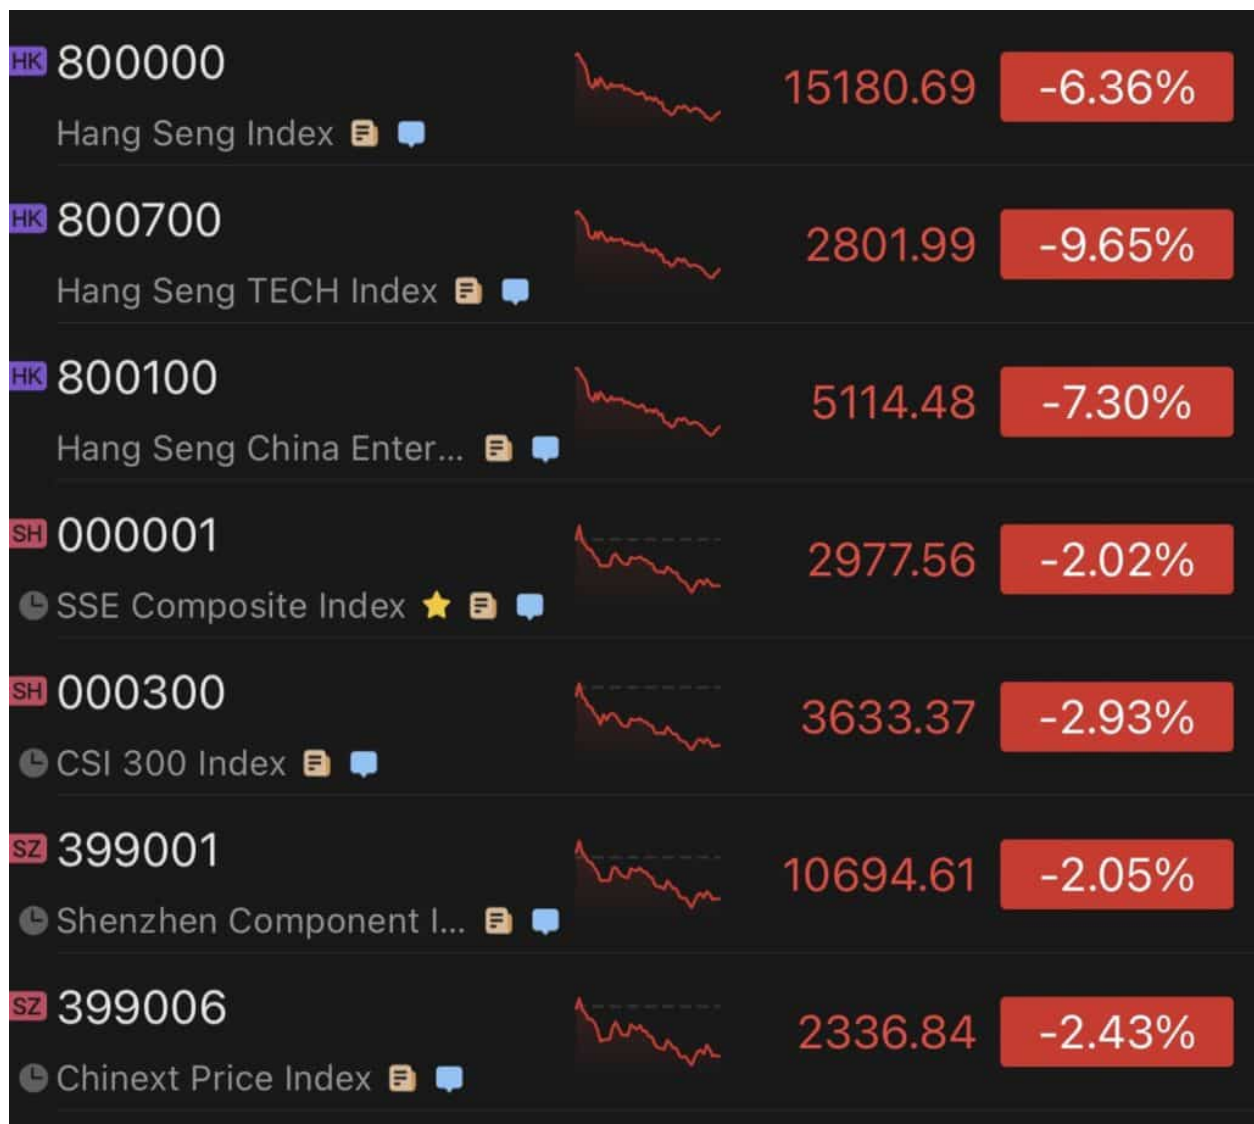 HK 800000 15180.69 -6.36%
Hang Seng Index
HK 800700 2801.99 -9.65%
Hang Seng TECH Index
HK 800100 5114.48 -7.30%
Hang Seng China Enter...
SH 000001 2977.56 -2.02%
SSE Composite Index
SH 000300 3633.37 -2.93%
CSI 300 Index
SZ 399001 10694.61 -2.05%
Shenzhen Component I...
SZ 399006 2336.84 -2.43%
Chinext Price Index